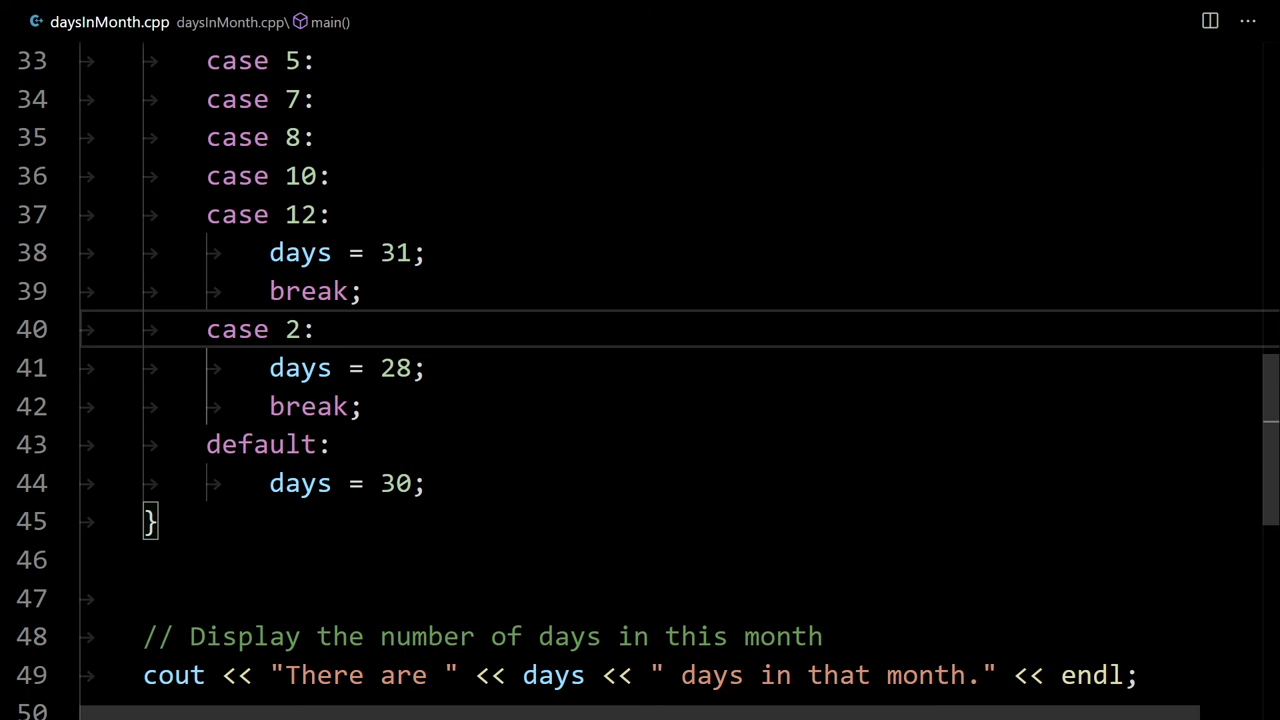 daysInMonth.cpp daysInMonth.cpp\ main() ...
33 case 5:
34 case 7:
35 case 8:
36 case 10:
37 case 12:
38 days = 31;
39 break;
40 case 2:
41 days = 28;
42 break;
43 default:
44 days = 30;
45 }
46
47
48 // Display the number of days in this month
49 cout << "There are " << days << " days in that month." << endl;
50